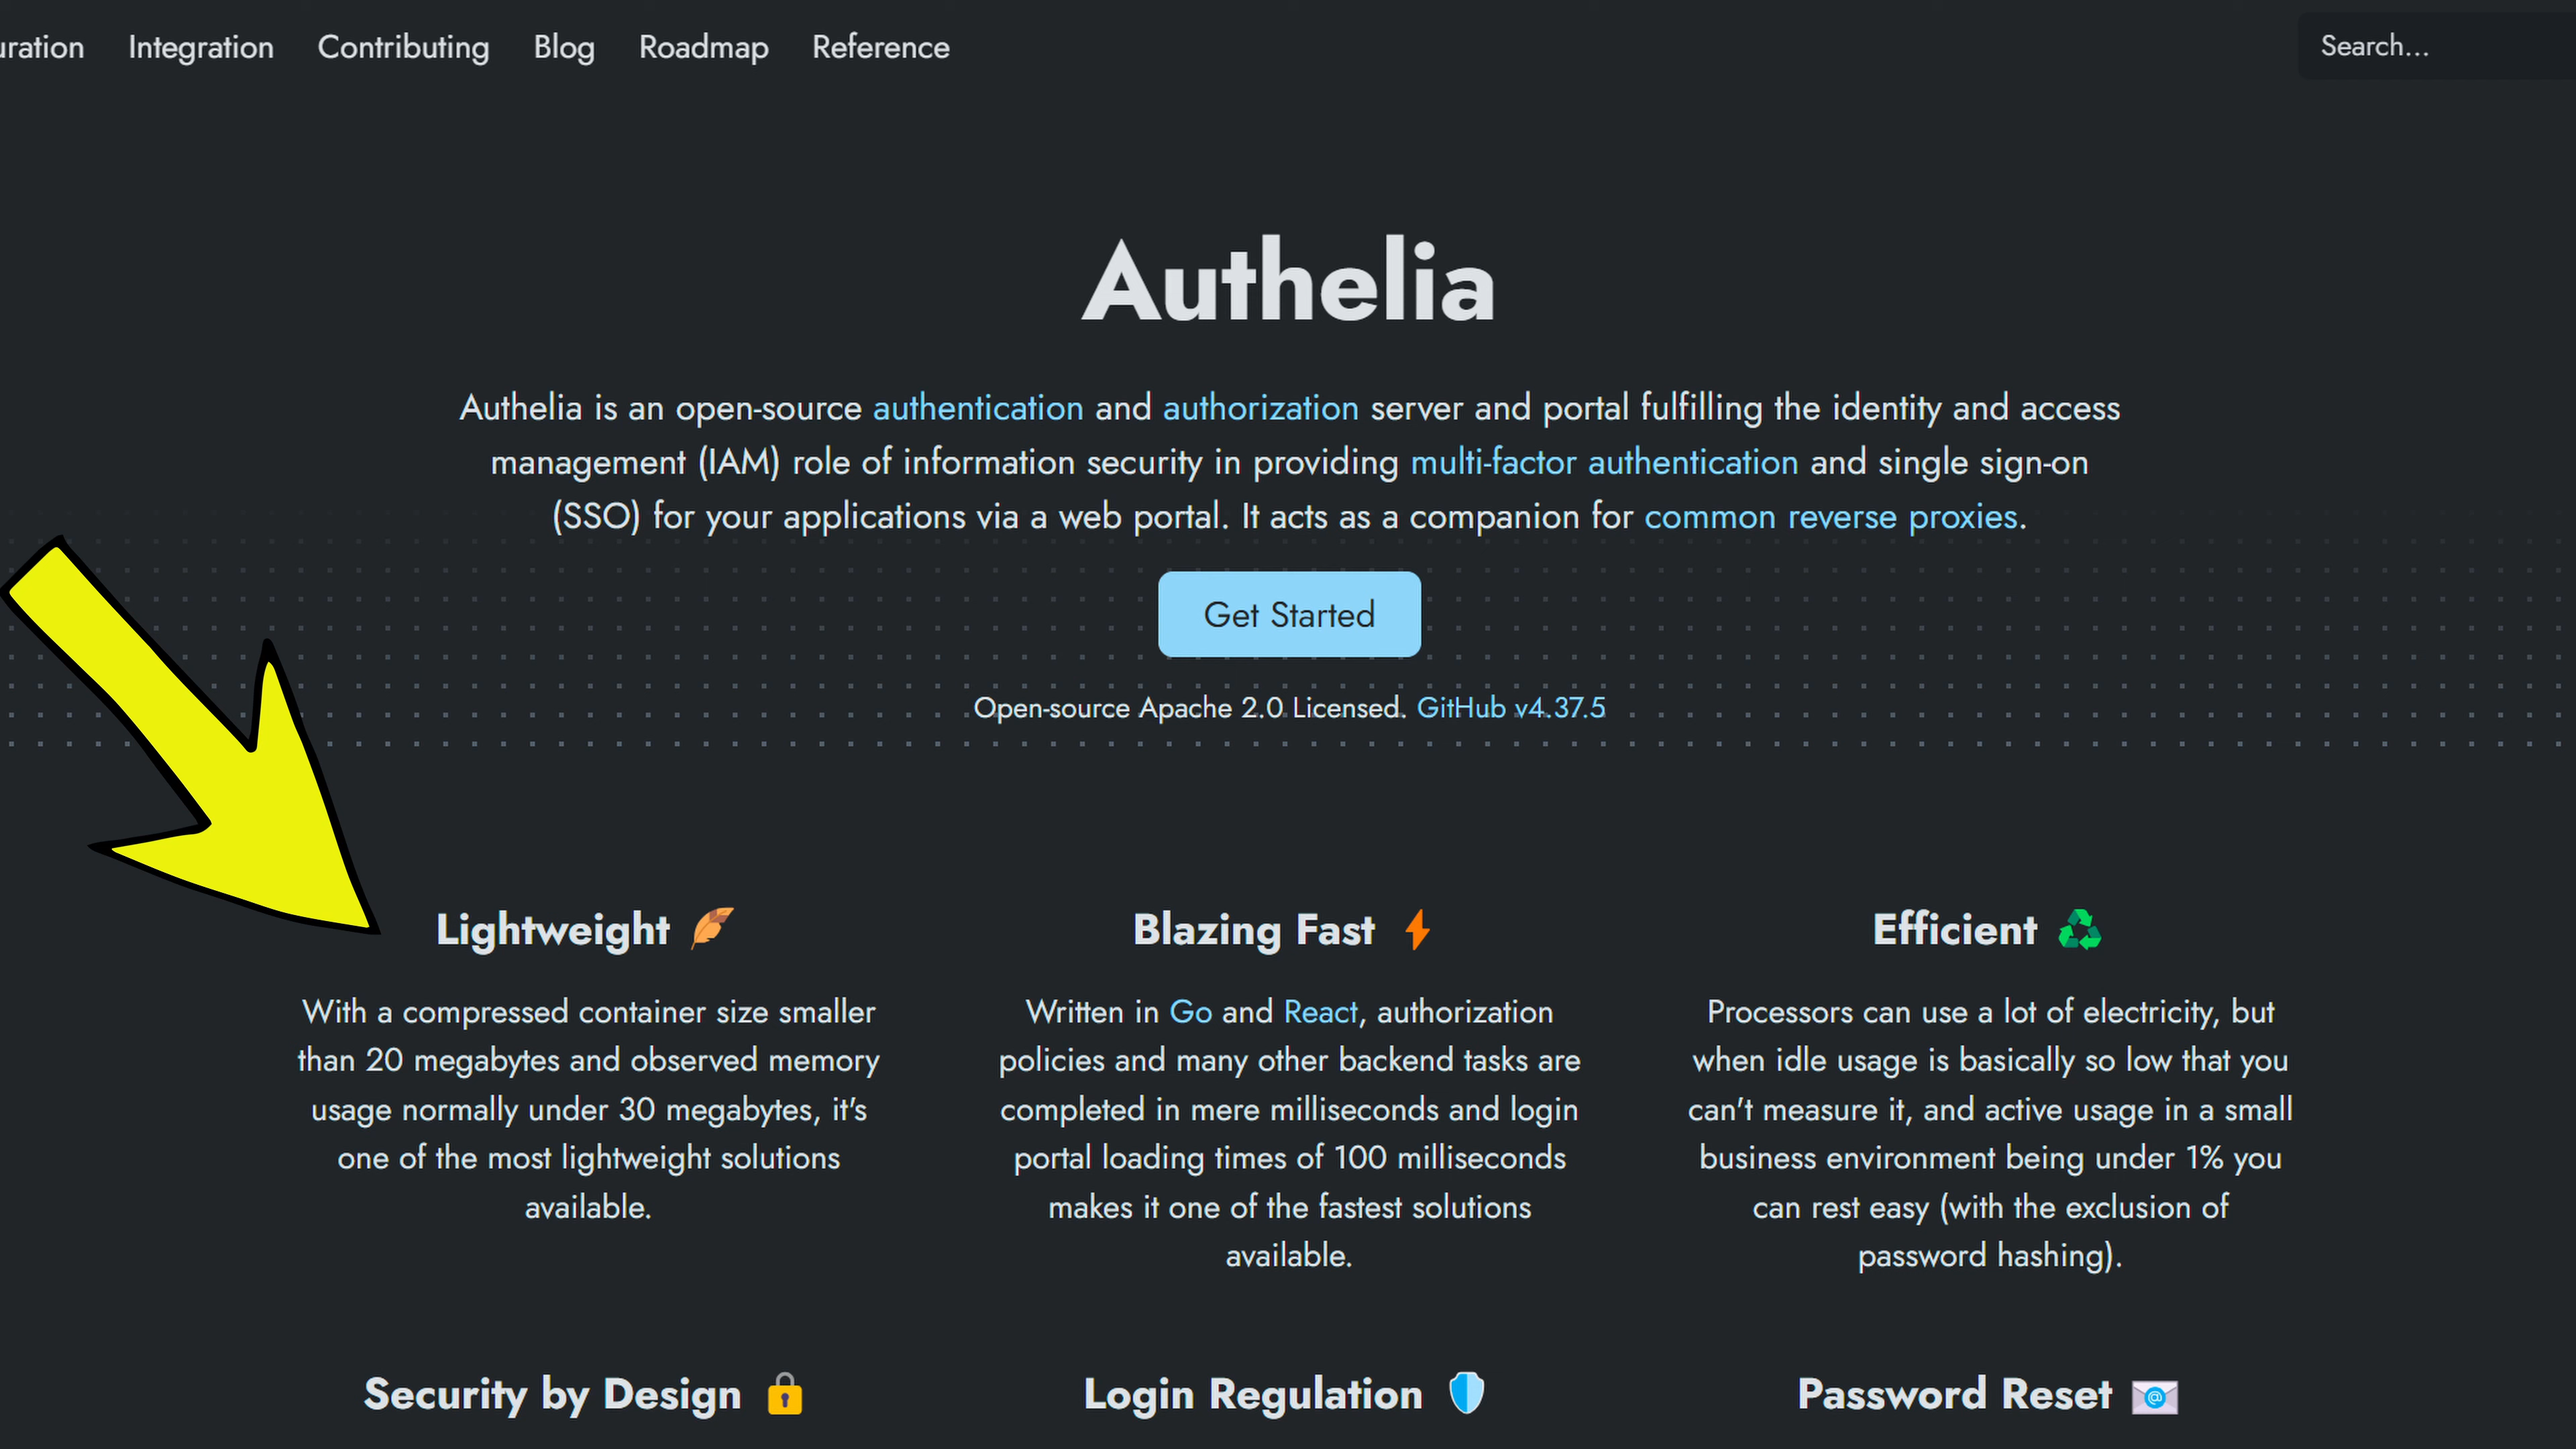 Integration Contributing Blog Roadmap Reference Search...
Authelia
Authelia is an open-source authentication and authorization server and portal fulfilling the identity and access
management (IAM) role of information security in providing multi-factor authentication and single sign-on
(SSO) for your applications via a web portal. It acts as a companion for common reverse proxies.
Get Started
Open-source Apache 2.0 Licensed. GitHub v4.37.5
Lightweight
With a compressed container size smaller
than 20 megabytes and observed memory
usage normally under 30 megabytes, it's
one of the most lightweight solutions
available.
Blazing Fast
Written in Go and React, authorization
policies and many other backend tasks are
completed in mere milliseconds and login
portal loading times of 100 milliseconds
makes it one of the fastest solutions
available.
Efficient
Processors can use a lot of electricity, but
when idle usage is basically so low that you
can't measure it, and active usage in a small
business environment being under 1% you
can rest easy (with the exclusion of
password hashing).
Security by Design
Login Regulation
Password Reset